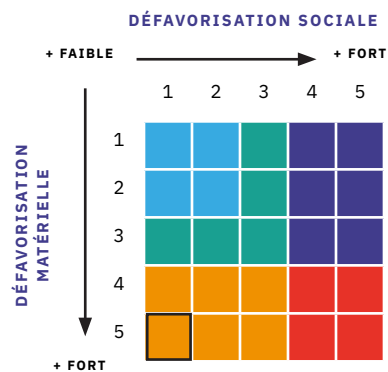 DÉFAVORISATION SOCIALE
+ FAIBLE
+ FORT
1 2 3 4 5
DÉFAVORISATION
MATÉRIELLE
1
2
3
4
5
+ FORT